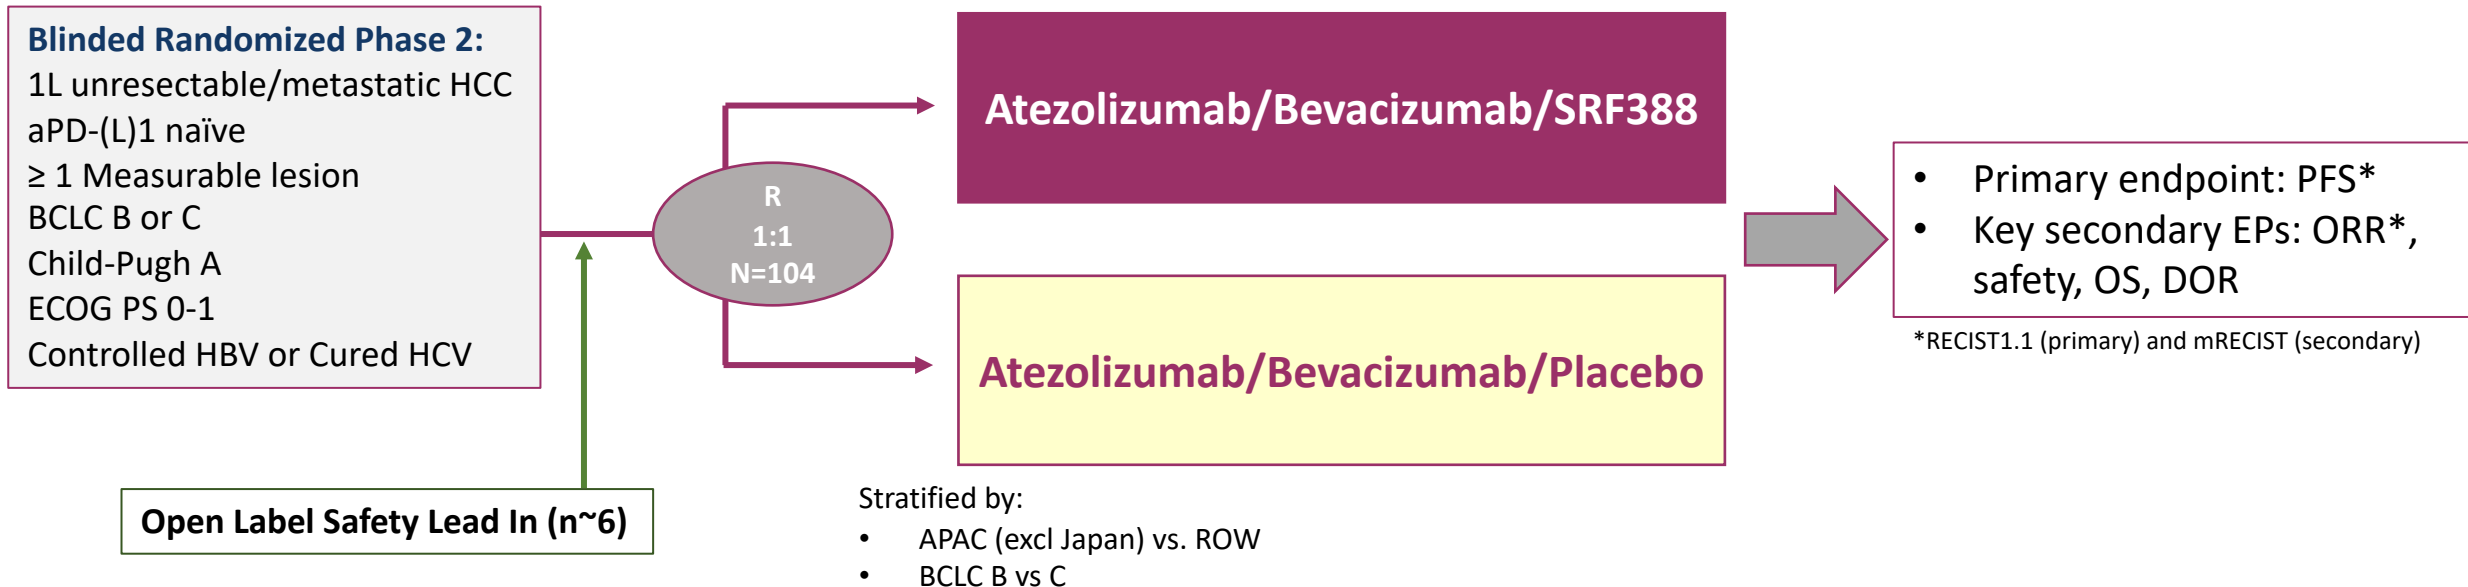 Blinded Randomized Phase 2:
1L unresectable/metastatic HCC
aPD-(L)1 naïve
≥ 1 Measurable lesion
BCLC B or C
Child-Pugh A
ECOG PS 0-1
Controlled HBV or Cured HCV
Open Label Safety Lead In (n~6)
R
1:1
N=104
Atezolizumab/Bevacizumab/SRF388
Atezolizumab/Bevacizumab/Placebo
Stratified by:
• APAC (excl Japan) vs. ROW
• BCLC B vs C
• Primary endpoint: PFS*
• Key secondary EPs: ORR*,
safety, OS, DOR
*RECIST1.1 (primary) and mRECIST (secondary)